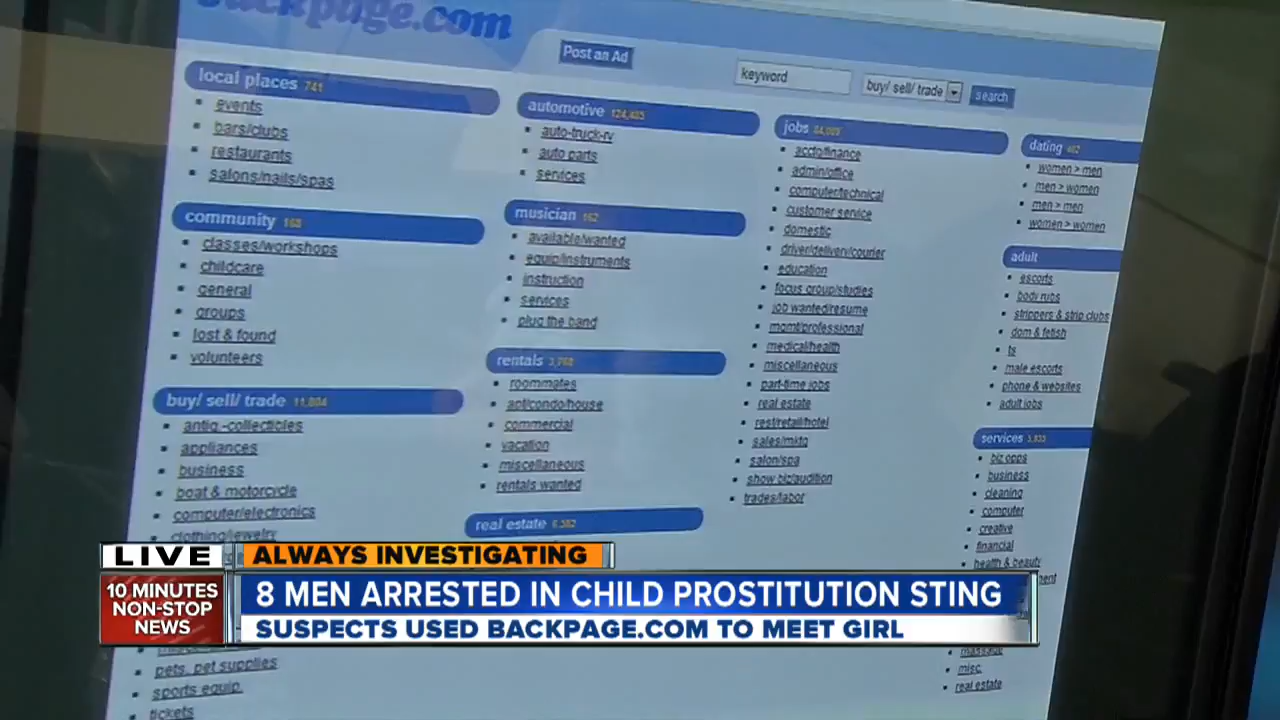 backpage.com
Post an Ad
keyword
buy/ sell/ trade
search
local places 741
events
bars/clubs
restaurants
salons/nails/spas
community 168
classes/workshops
childcare
general
groups
lost & found
volunteers
buy/ sell/ trade 11,804
antiq.-collectibles
appliances
business
boat & motorcycle
computer/electronics
clothing/jewelry
pets, pet supplies
sports equip.
tickets
automotive
auto-truck-rv
auto parts
services
musician 162
available/wanted
equip/instruments
instruction
services
plug the band
rentals
roommates
apt/condo/house
commercial
vacation
miscellaneous
rentals wanted
real estate
jobs
acctg/finance
admin/office
computer/technical
customer service
domestic
driver/delivery/courier
education
focus group/studies
job wanted/resume
mgmt/professional
medical/health
miscellaneous
part-time jobs
real estate
rest/retail/hotel
sales/mktg
salon/spa
show biz/audition
trades/labor
dating
women > men
men > women
men > men
women > women
adult
escorts
body rubs
strippers & strip clubs
dom & fetish
ts
male escorts
phone & websites
adult jobs
services
biz opps
business
cleaning
computer
creative
financial
health & beauty
massage
misc.
real estate
LIVE
ALWAYS INVESTIGATING
10 MINUTES
NON-STOP
NEWS
8 MEN ARRESTED IN CHILD PROSTITUTION STING
SUSPECTS USED BACKPAGE.COM TO MEET GIRL